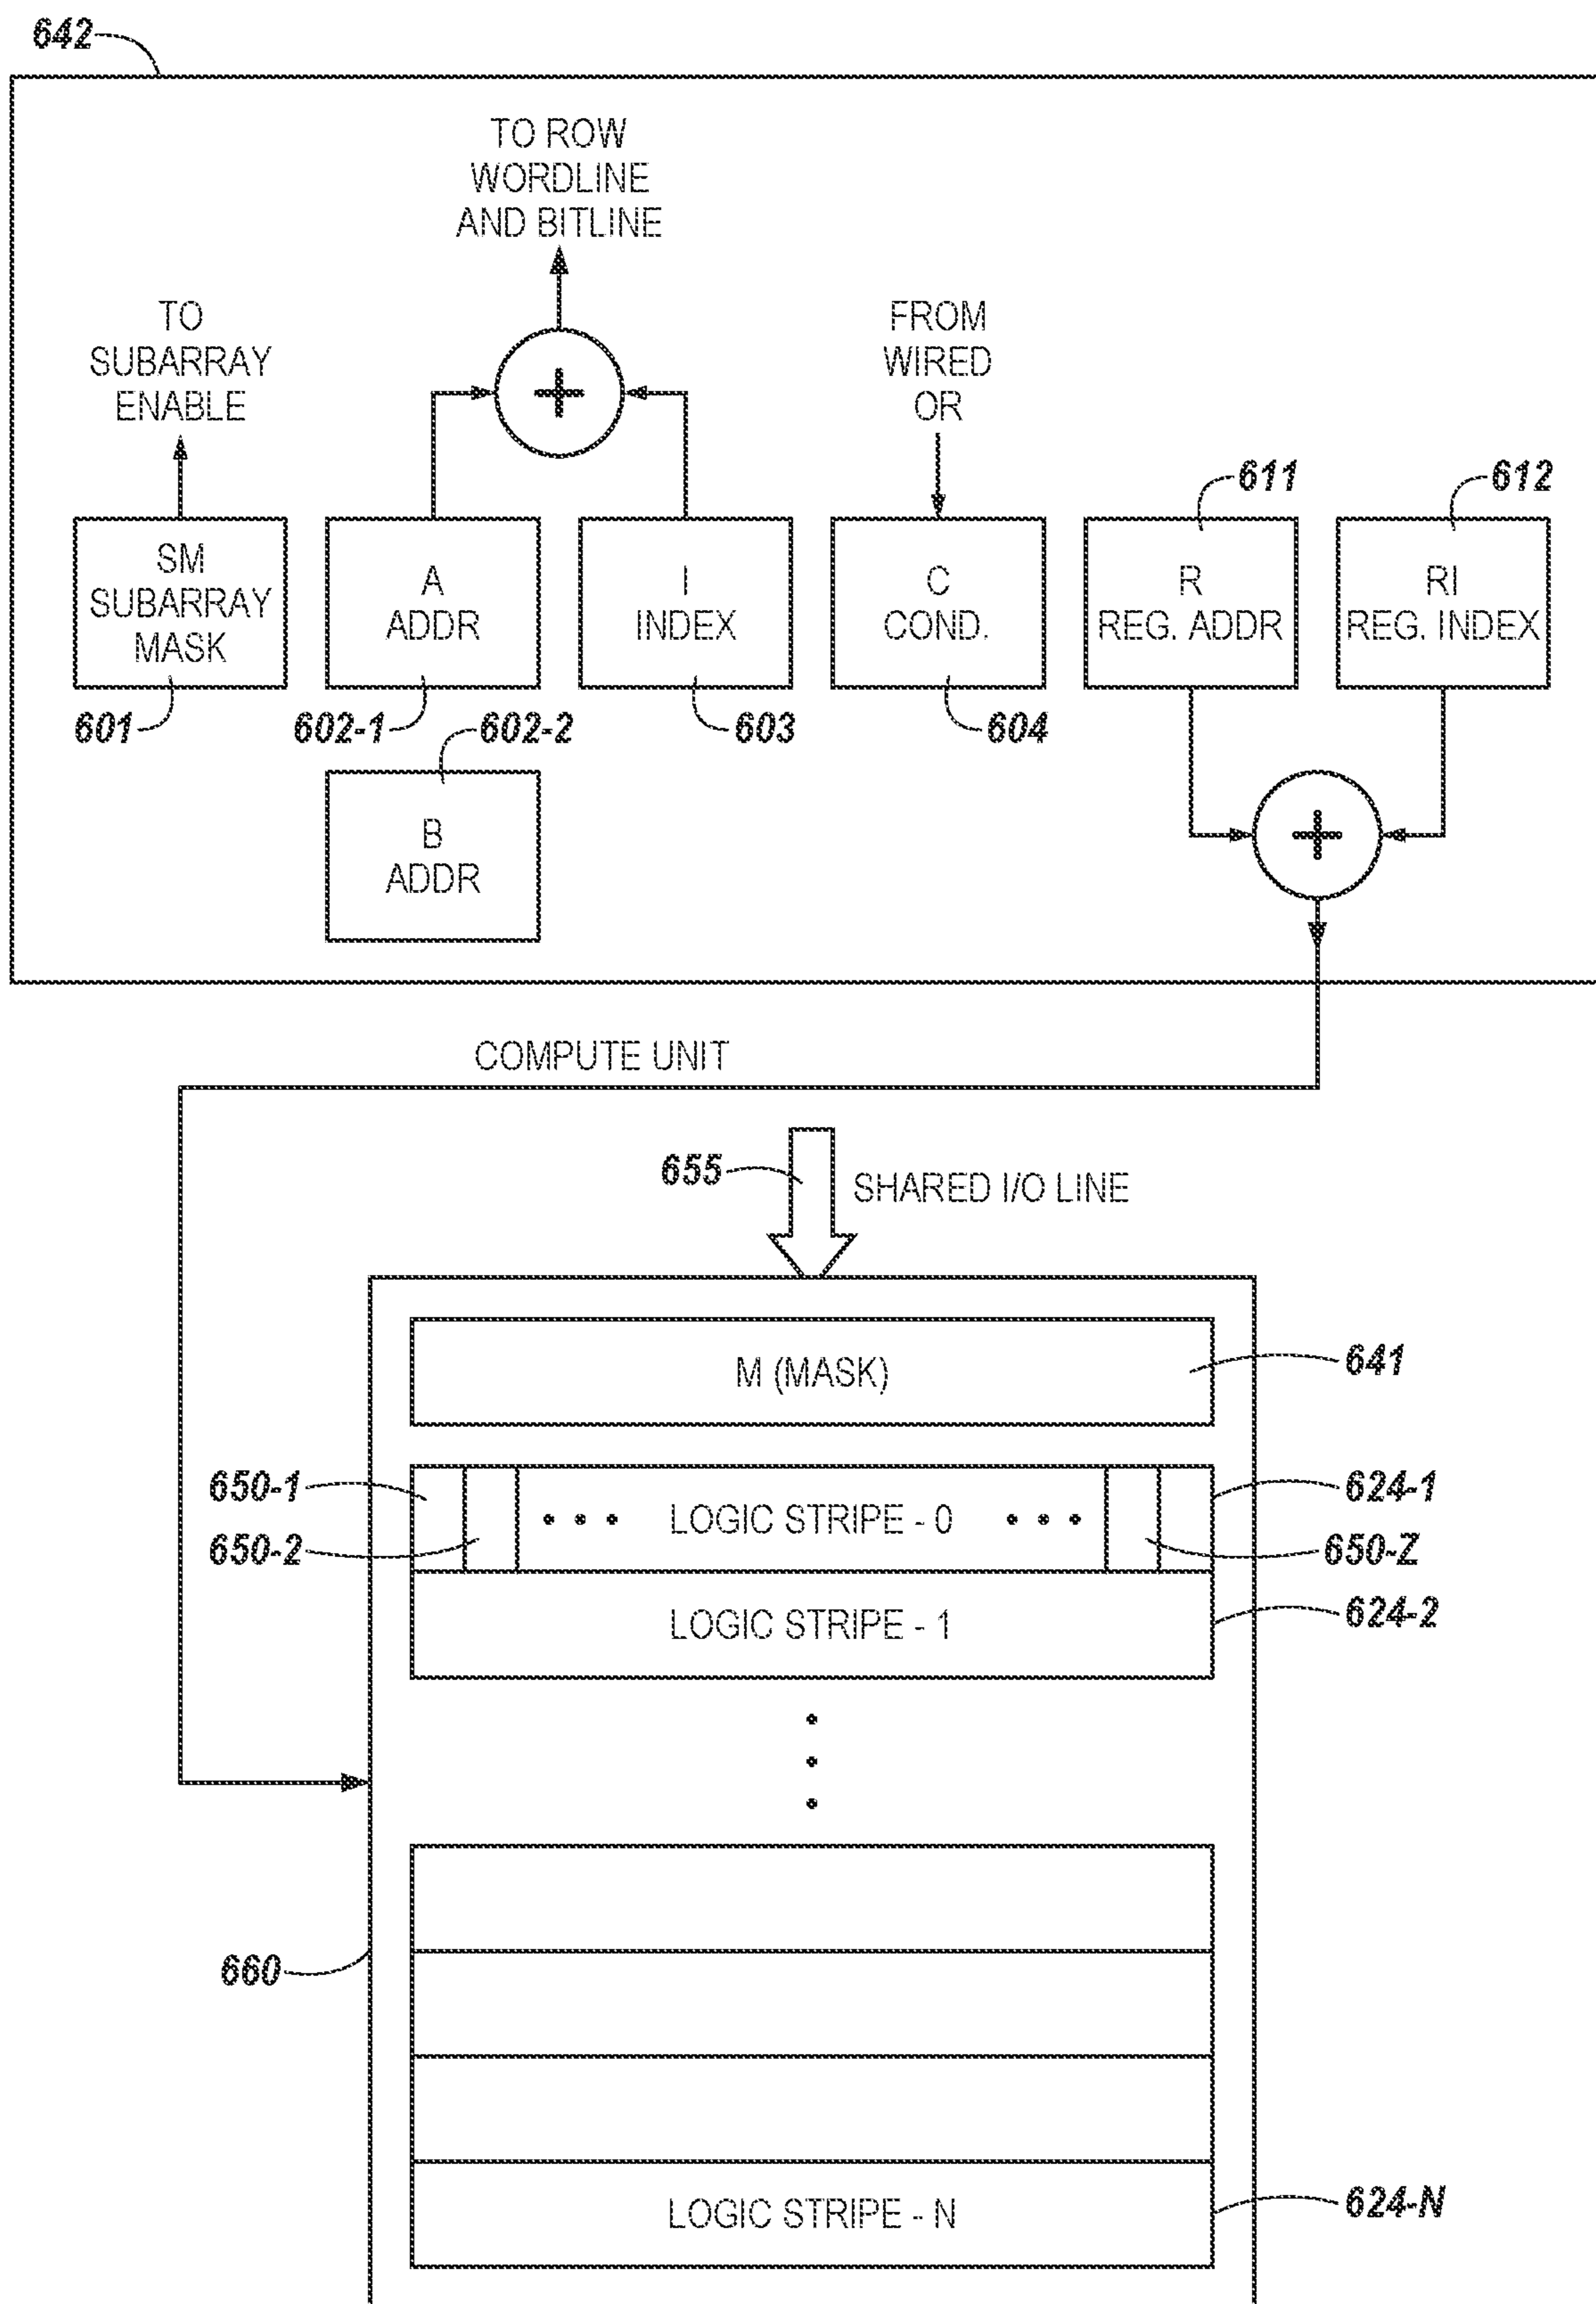 642
TO ROW
WORDLINE
AND BITLINE
TO
SUBARRAY
ENABLE
FROM
WIRED
OR
611
612
SM
SUBARRAY
MASK
A
ADDR
I
INDEX
C
COND.
R
REG. ADDR
RI
REG. INDEX
601
602-1
602-2
603
604
B
ADDR
COMPUTE UNIT
655
SHARED I/O LINE
M (MASK)
641
650-1
650-2
LOGIC STRIPE - 0
624-1
650-Z
LOGIC STRIPE - 1
624-2
660
LOGIC STRIPE - N
624-N